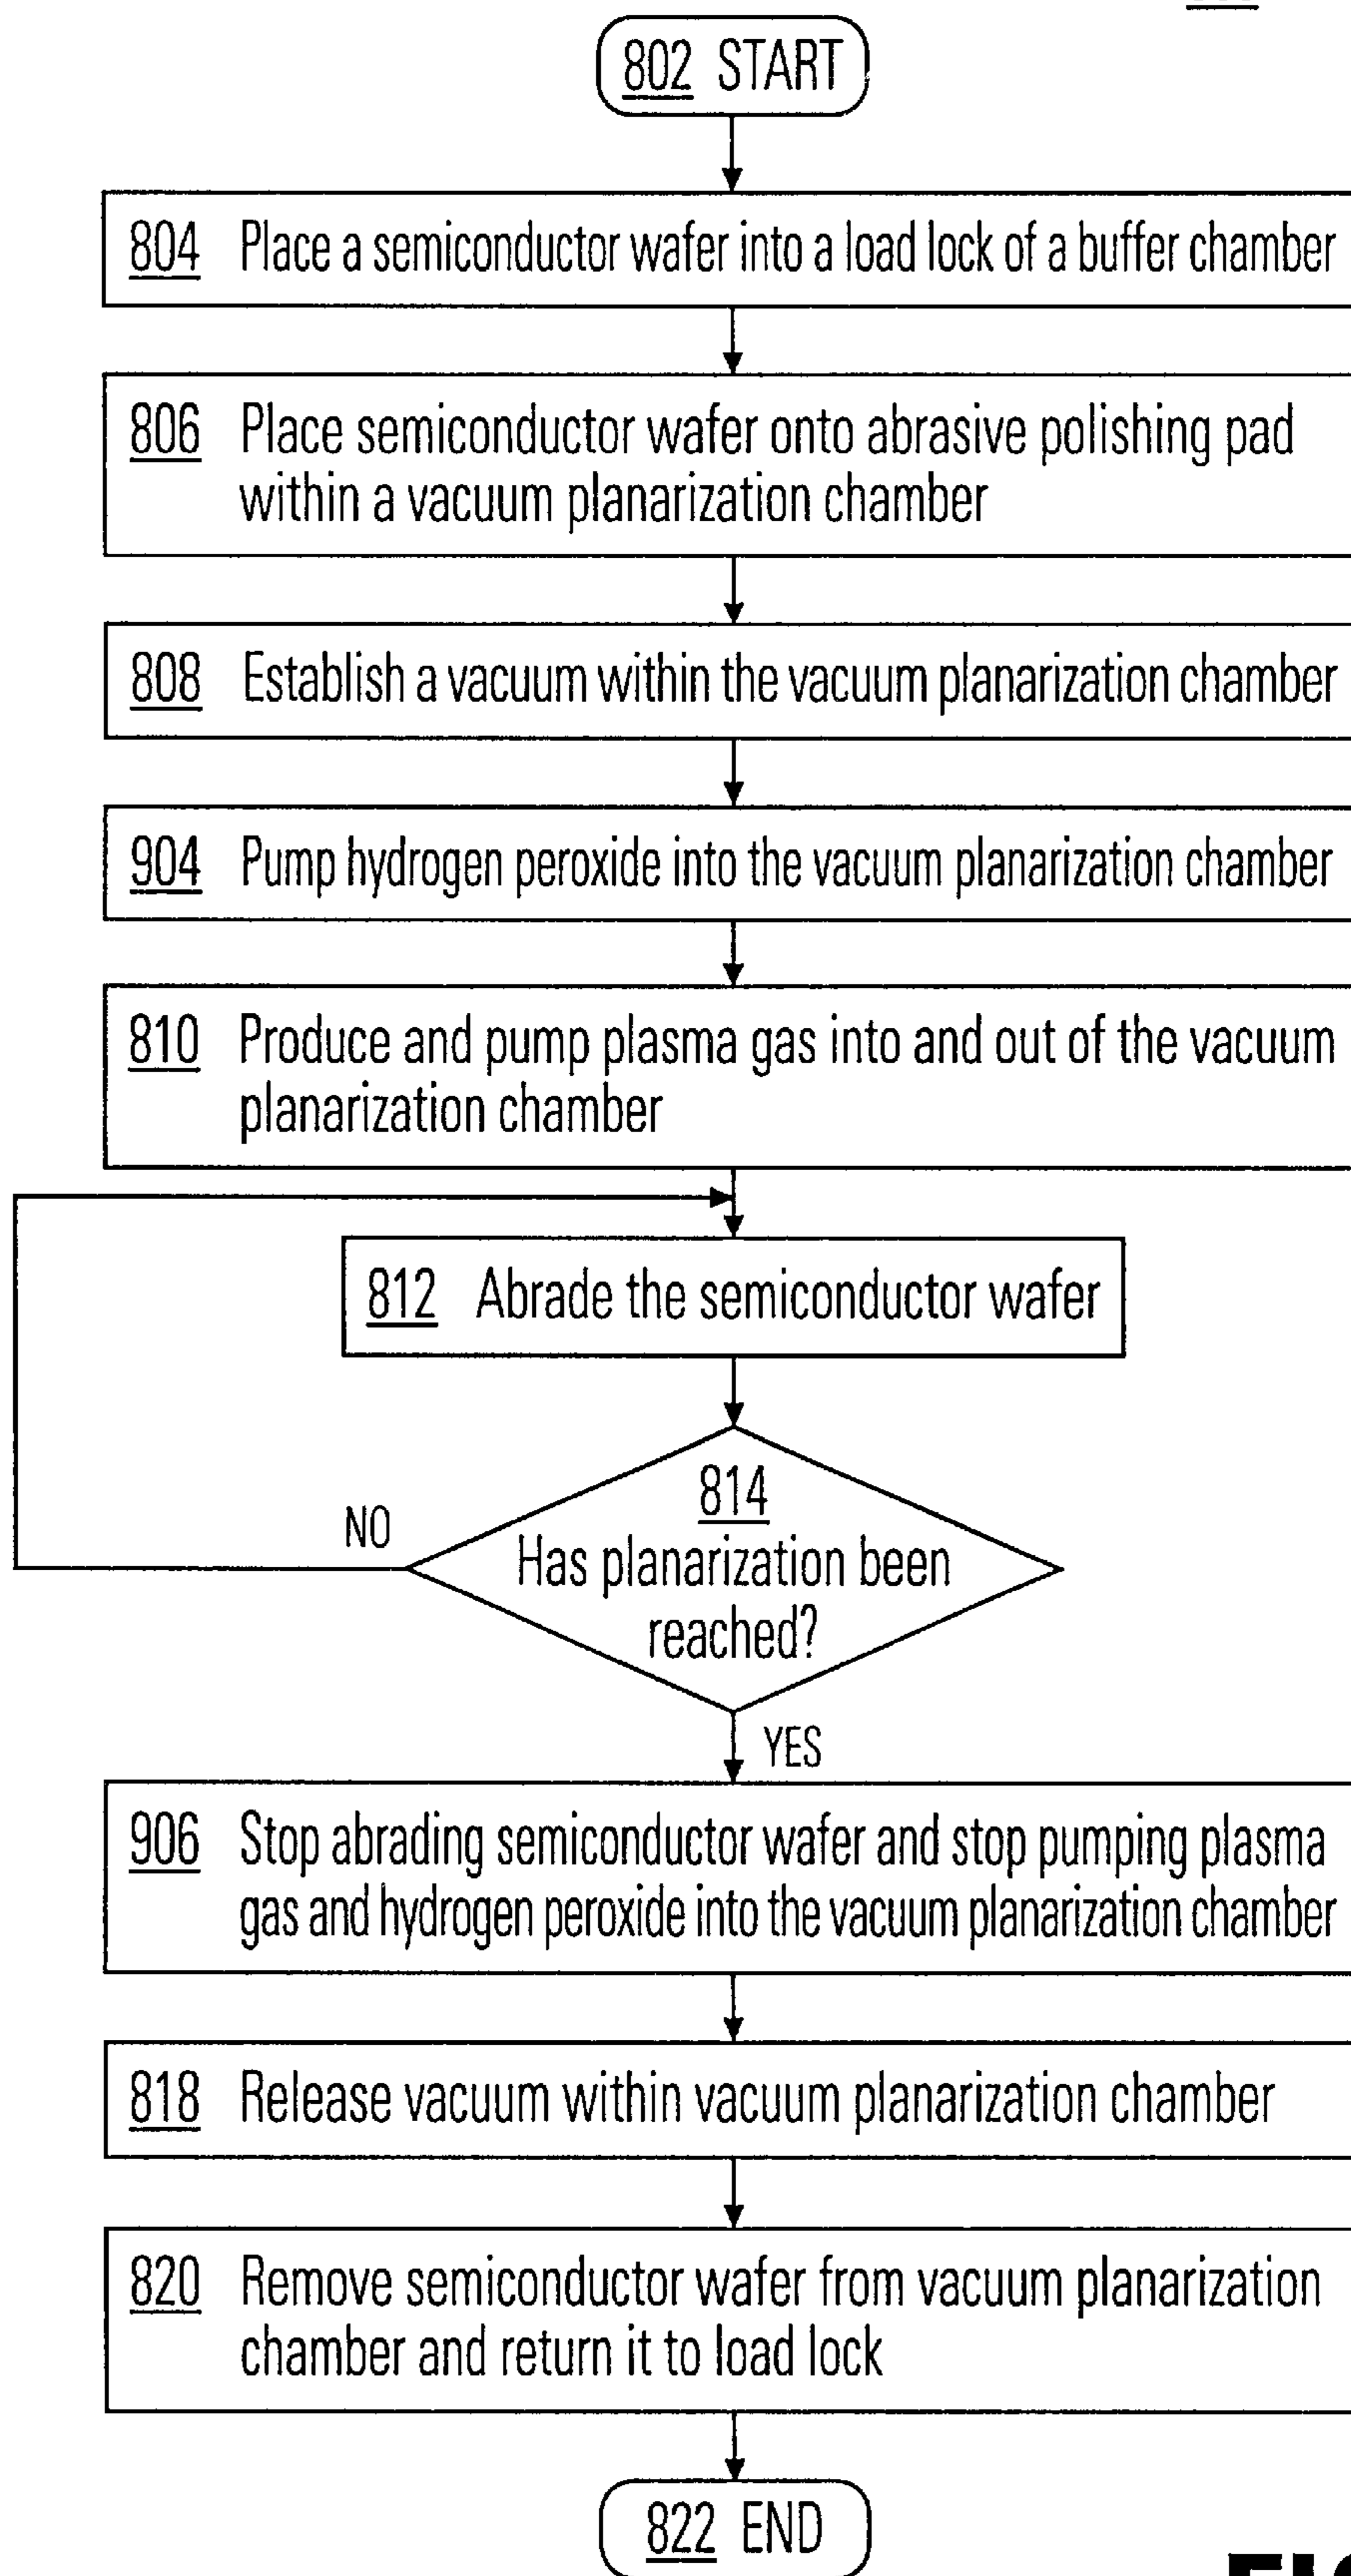 802 START
804 Place a semiconductor wafer into a load lock of a buffer chamber
806 Place semiconductor wafer onto abrasive polishing pad
within a vacuum planarization chamber
808 Establish a vacuum within the vacuum planarization chamber
904 Pump hydrogen peroxide into the vacuum planarization chamber
810 Produce and pump plasma gas into and out of the vacuum
planarization chamber
812 Abrade the semiconductor wafer
814
NO
Has planarization been
reached?
YES
906 Stop abrading semiconductor wafer and stop pumping plasma
gas and hydrogen peroxide into the vacuum planarization chamber
818 Release vacuum within vacuum planarization chamber
820 Remove semiconductor wafer from vacuum planarization
chamber and return it to load lock
822 END